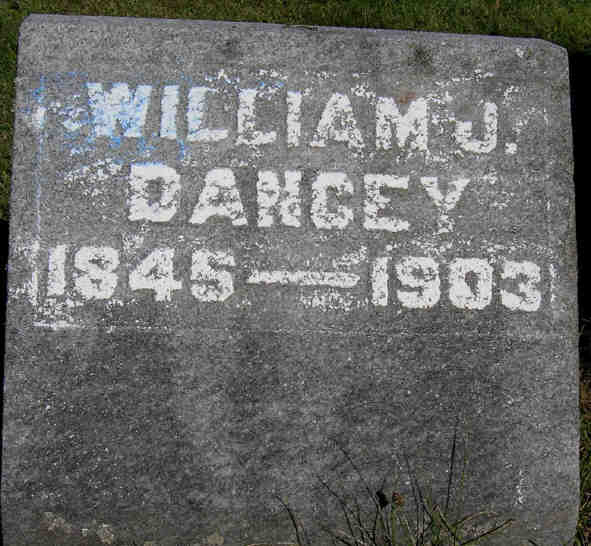 WILLIAM J.
DANCEY
1845 — 1903